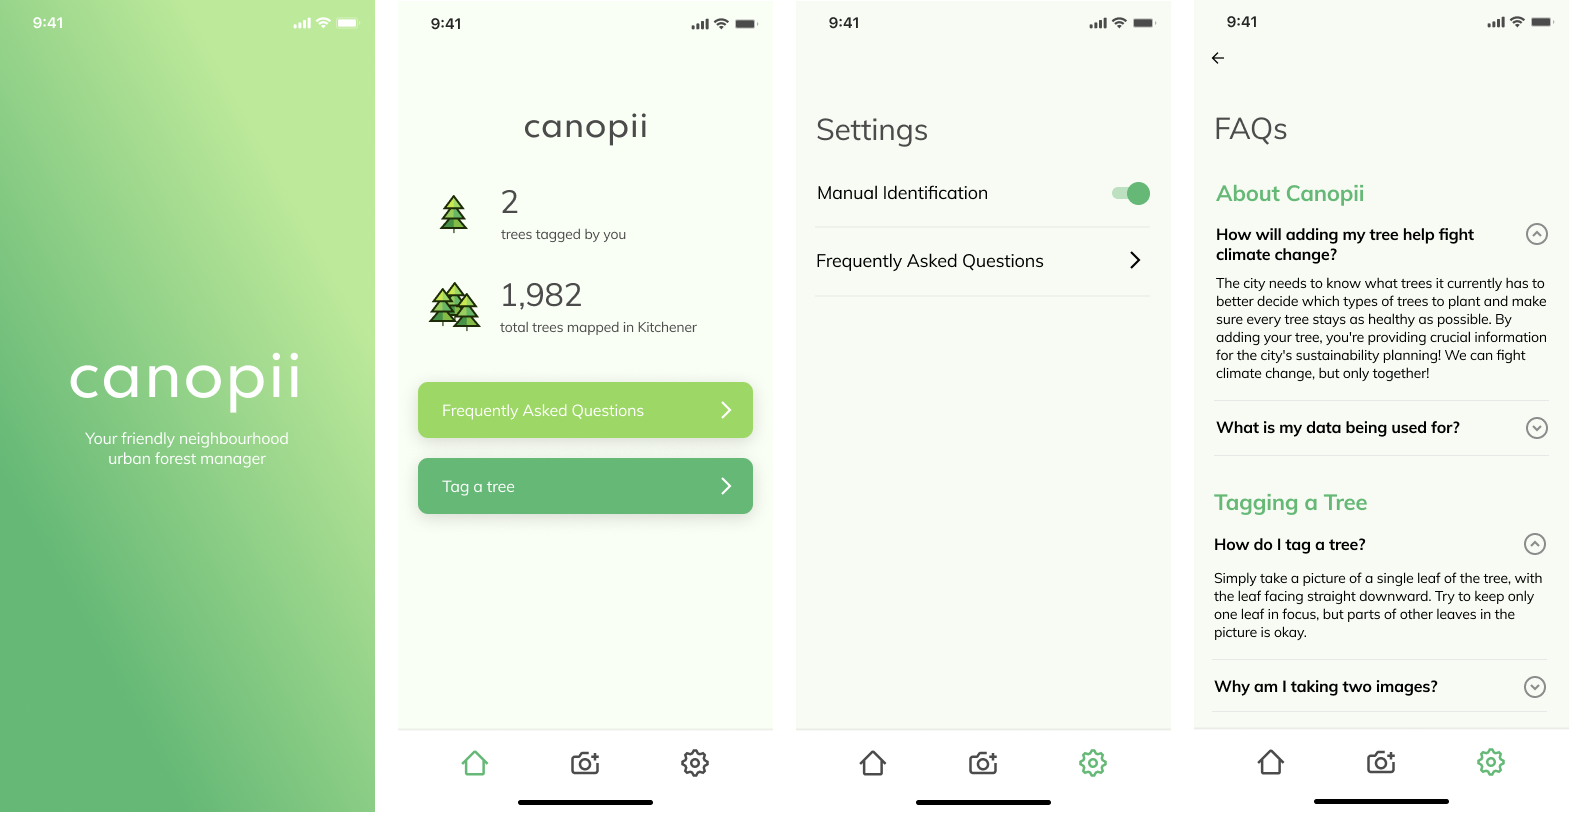 9:41
canopii
Your friendly neighbourhood
urban forest manager
9:41
canopii
2
trees tagged by you
1,982
total trees mapped in Kitchener
Frequently Asked Questions
Tag a tree
9:41
Settings
Manual Identification
Frequently Asked Questions
9:41
FAQs
About Canopii
How will adding my tree help fight
climate change?
The city needs to know what trees it currently has to
better decide which types of trees to plant and make
sure every tree stays as healthy as possible. By
adding your tree, you're providing crucial information
for the city's sustainability planning! We can fight
climate change, but only together!
What is my data being used for?
Tagging a Tree
How do I tag a tree?
Simply take a picture of a single leaf of the tree, with
the leaf facing straight downward. Try to keep only
one leaf in focus, but parts of other leaves in the
picture is okay.
Why am I taking two images?